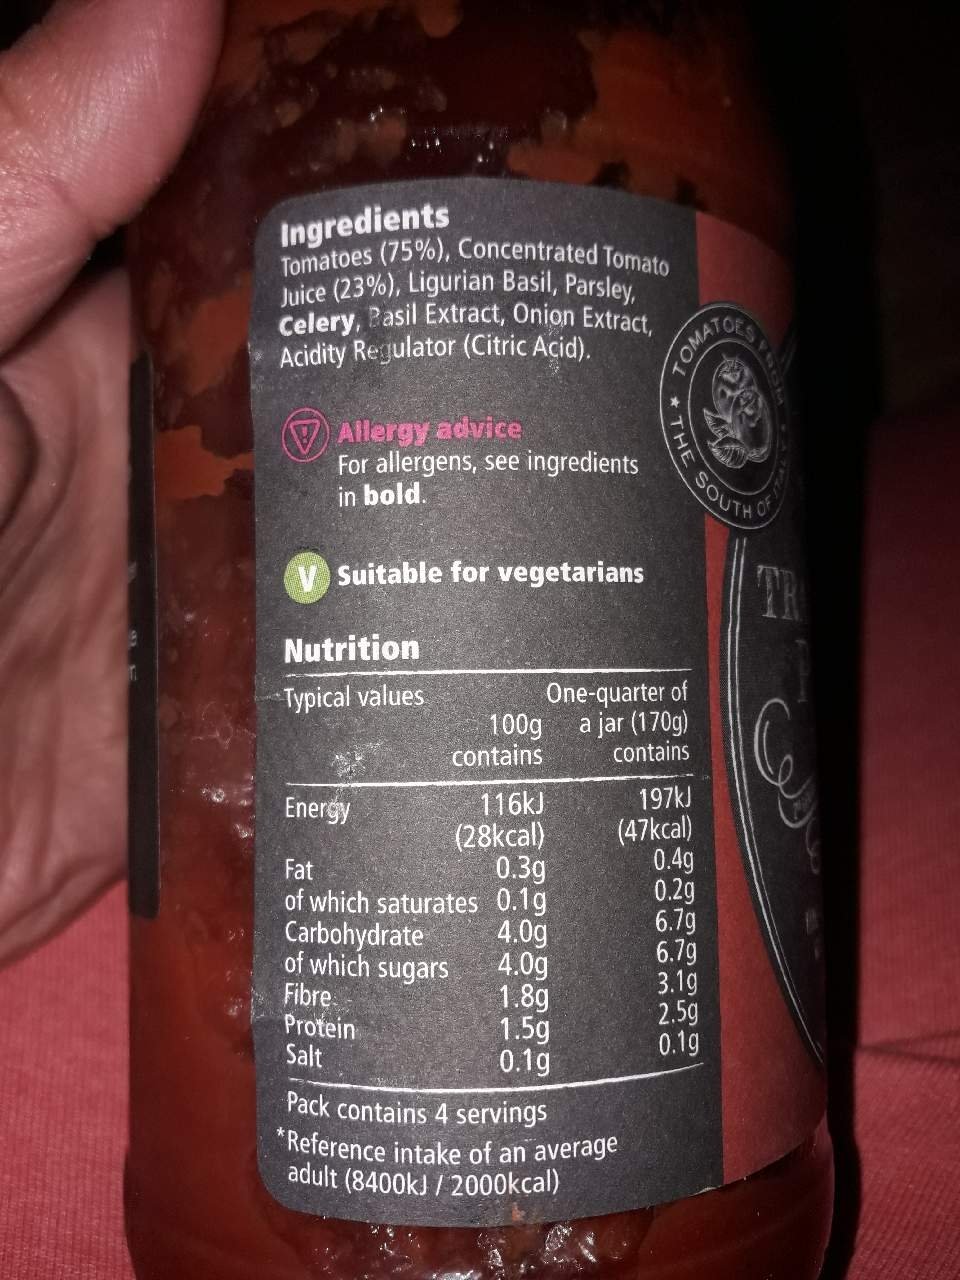 Ingredients
Tomatoes (75%), Concentrated Tomato
Juice (23%), Ligurian Basil, Parsley,
Celery, Basil Extract, Onion Extract,
Acidity Regulator (Citric Acid).
Allergy advice
For allergens, see ingredients
in bold.
V Suitable for vegetarians
Nutrition
Typical values One-quarter of
100g a jar (170g)
contains contains
Energy 116kJ 197kJ
(28kcal) (47kcal)
Fat 0.3g 0.4g
of which saturates 0.1g 0.2g
Carbohydrate 4.0g 6.7g
of which sugars 4.0g 6.7g
Fibre 1.8g 3.1g
Protein 1.5g 2.5g
Salt 0.1g 0.1g
Pack contains 4 servings
*Reference intake of an average
adult (8400kJ / 2000kcal)
TOMATOES FROM
THE SOUTH OF